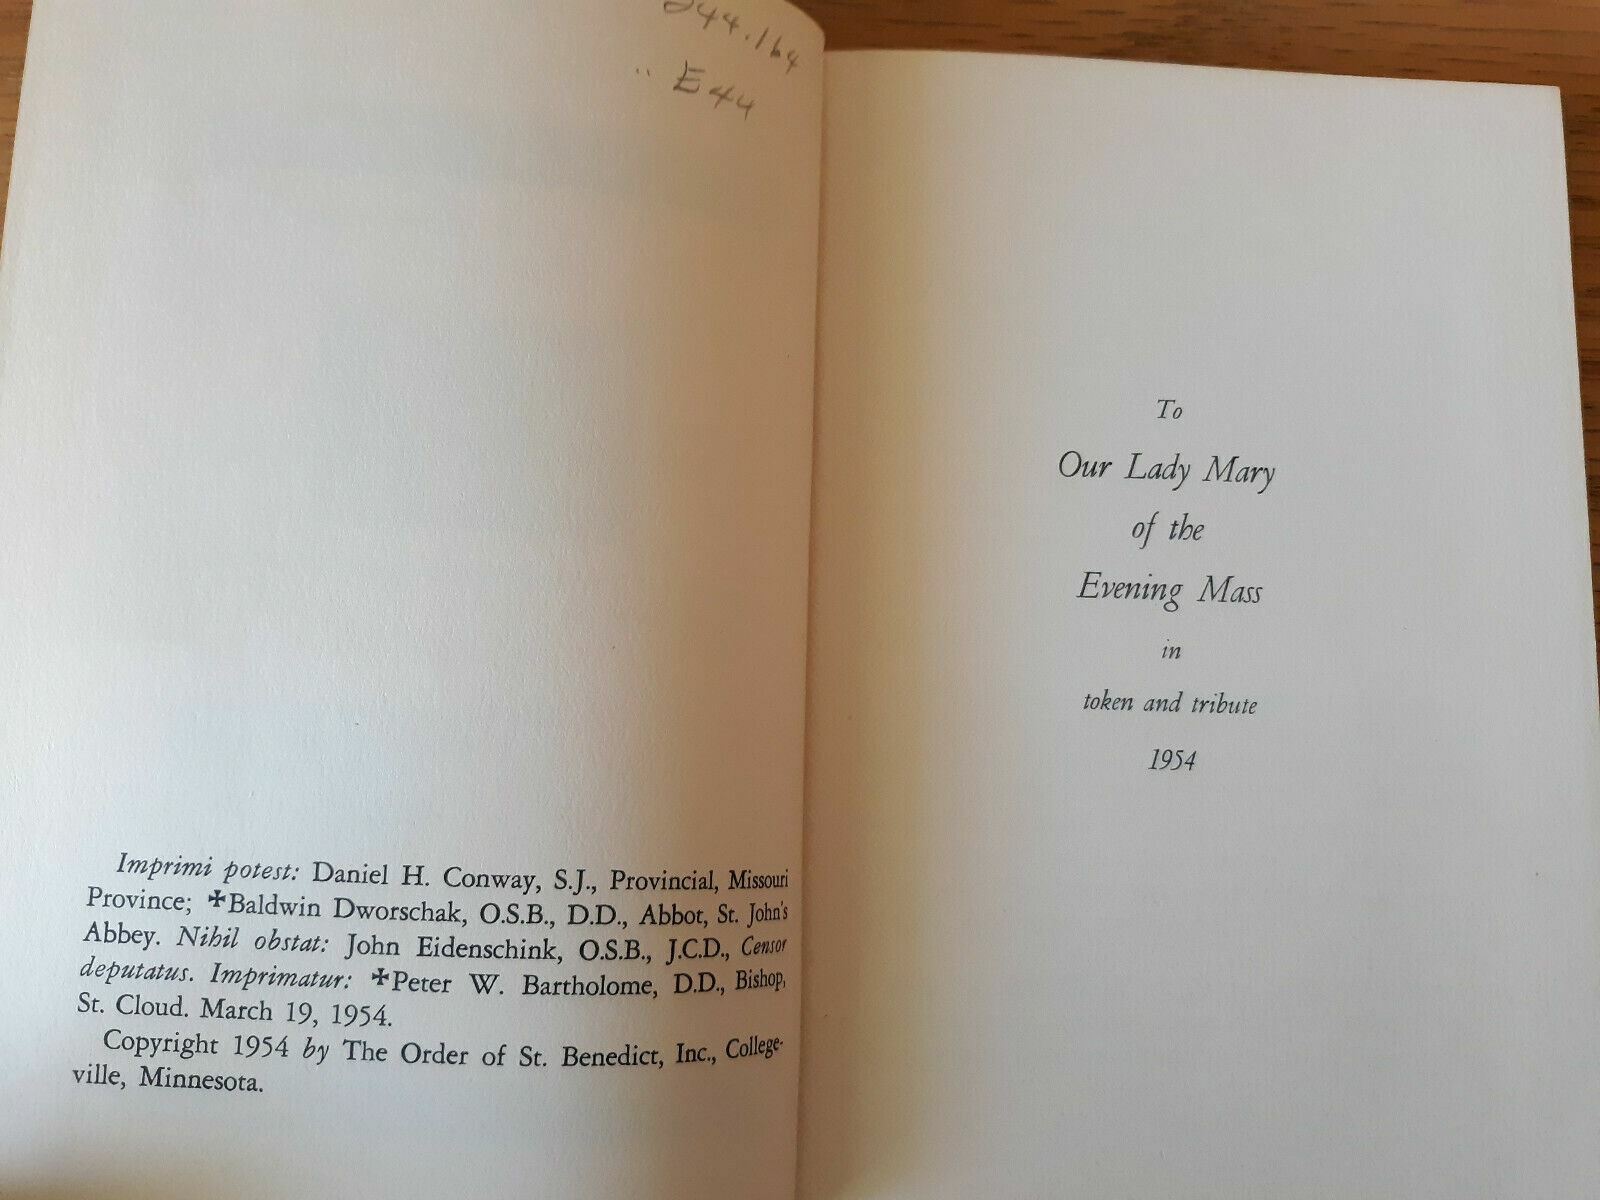 244.164
E44
Imprimi potest: Daniel H. Conway, S.J., Provincial, Missouri
Province; ✠Baldwin Dworschak, O.S.B., D.D., Abbot, St. John's
Abbey. Nihil obstat: John Eidenschink, O.S.B., J.C.D., Censor
deputatus. Imprimatur: ✠Peter W. Bartholome, D.D., Bishop,
St. Cloud. March 19, 1954.
Copyright 1954 by The Order of St. Benedict, Inc., College-
ville, Minnesota.
To
Our Lady Mary
of the
Evening Mass
in
token and tribute
1954